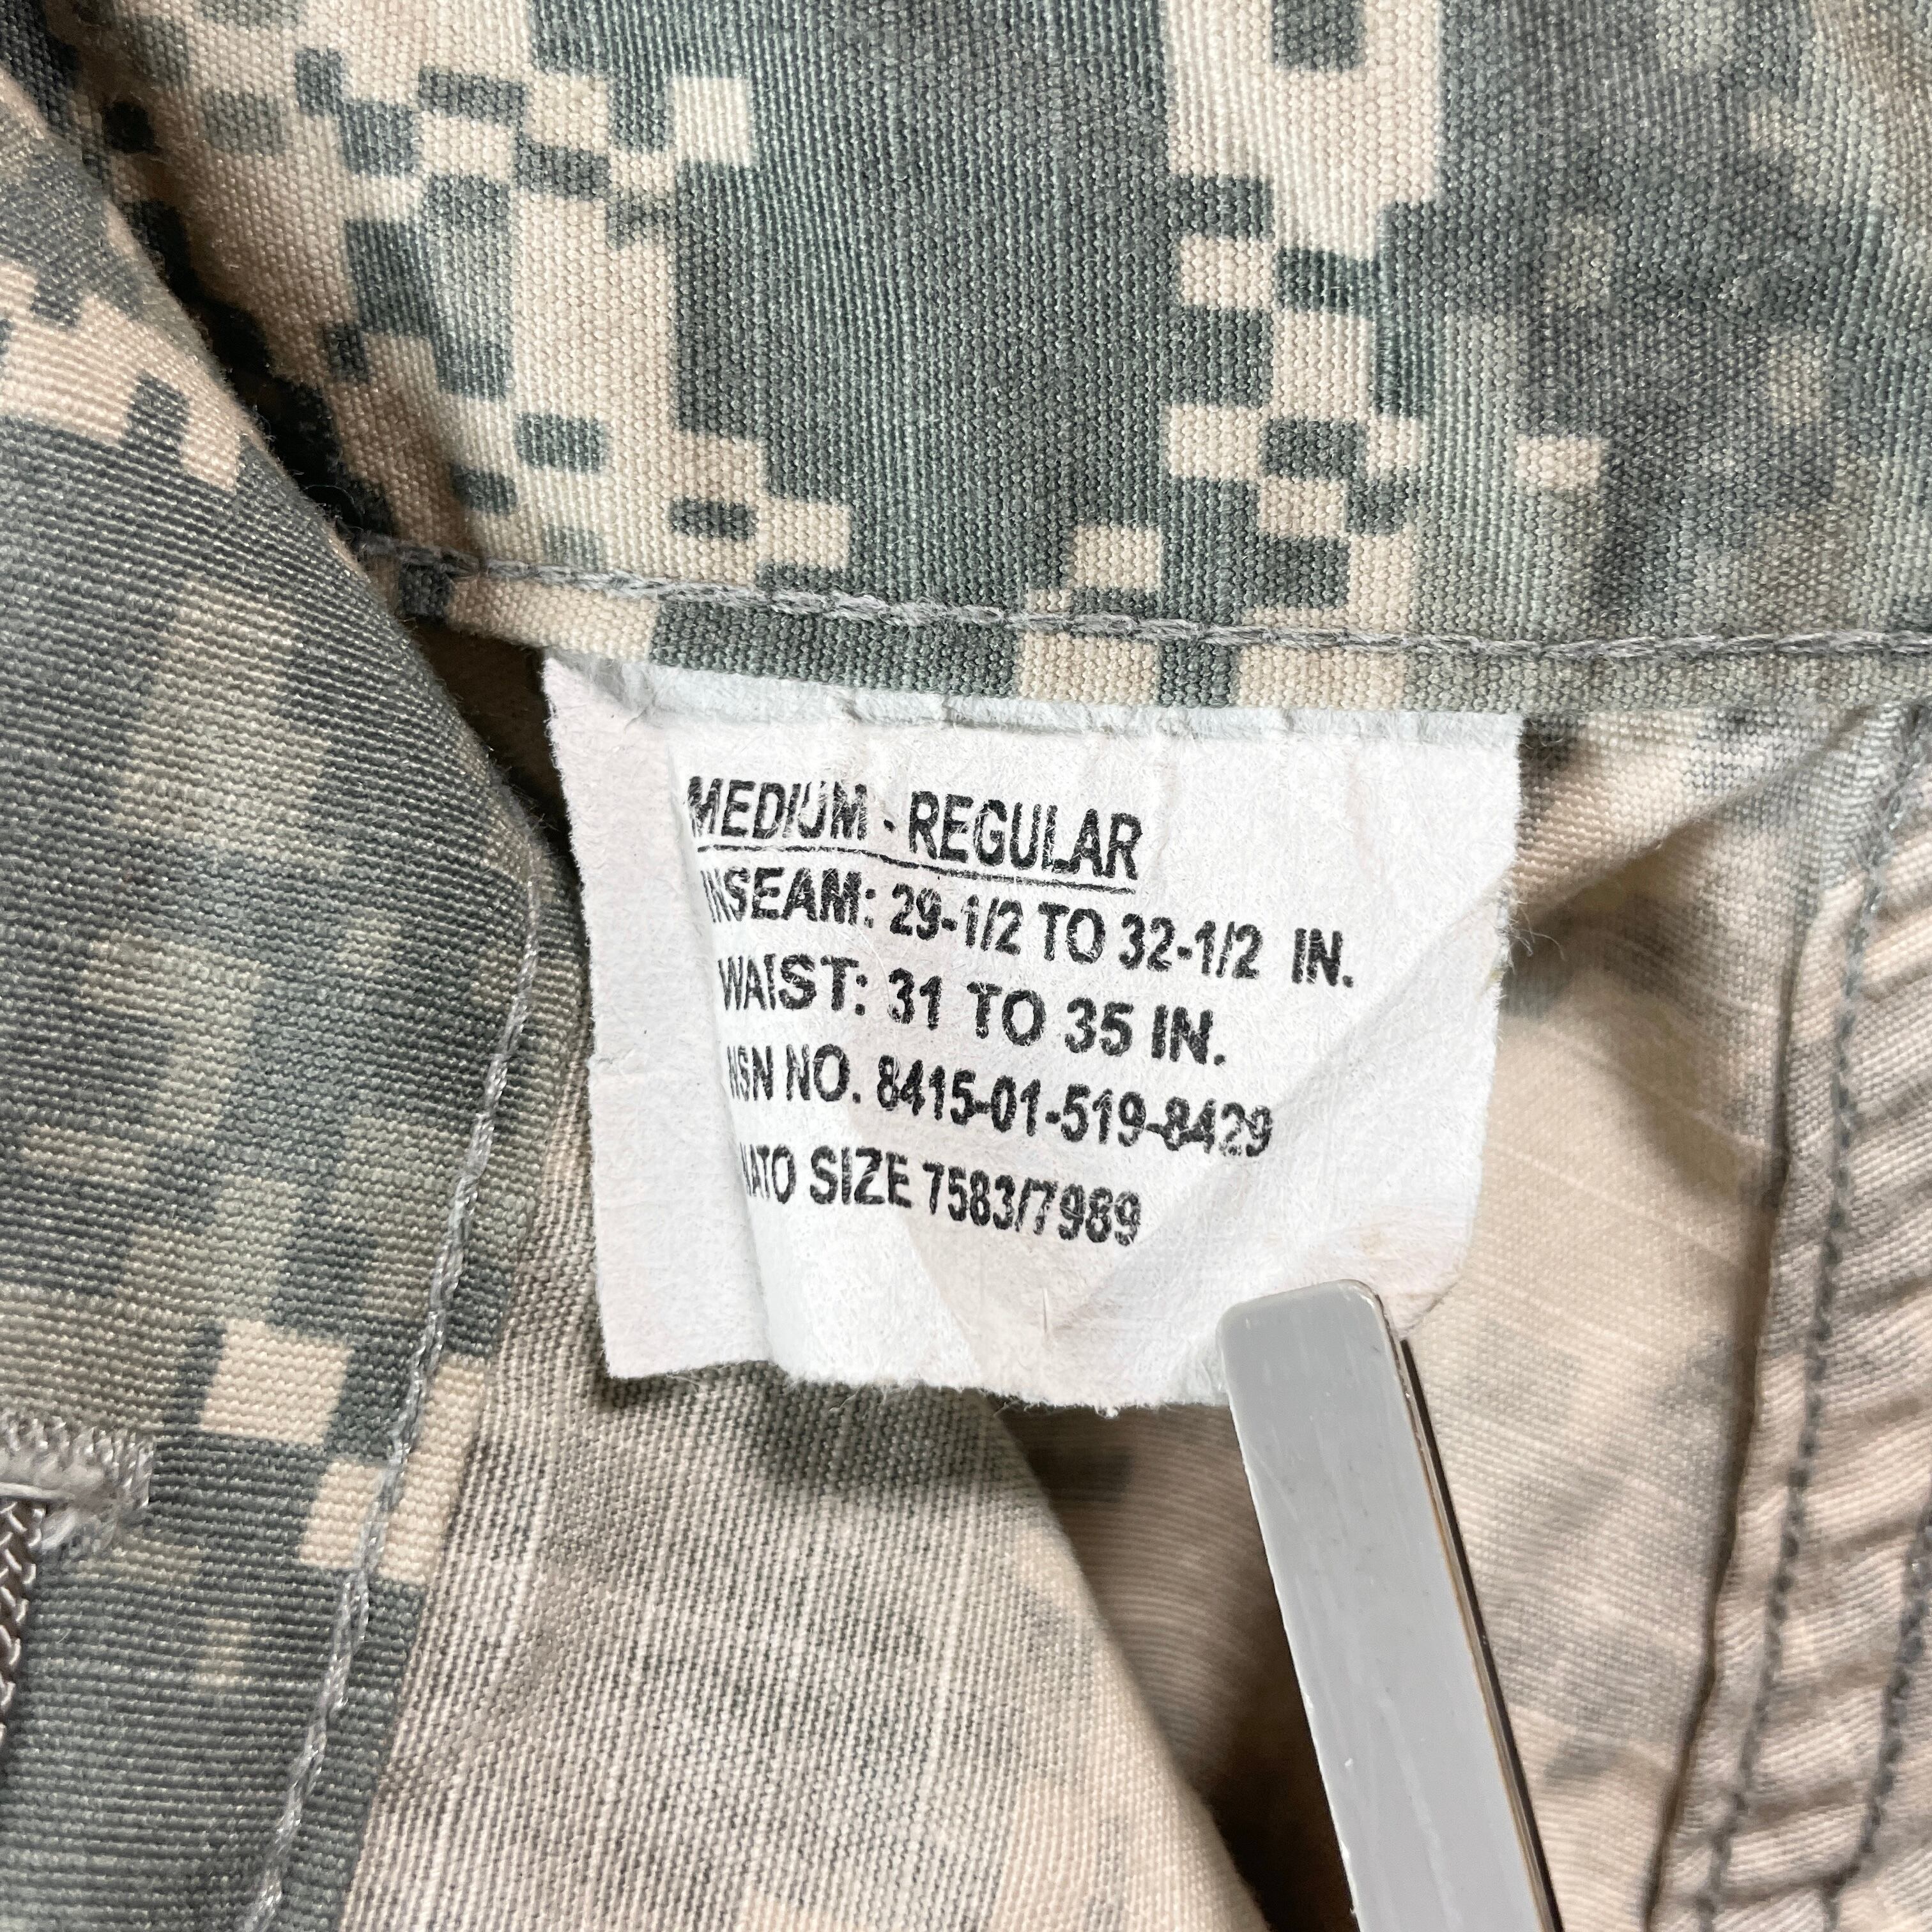 MEDIUM - REGULAR
INSEAM: 29-1/2 TO 32-1/2 IN.
WAIST: 31 TO 35 IN.
NSN NO. 8415-01-519-8429
NATO SIZE 7583/7989